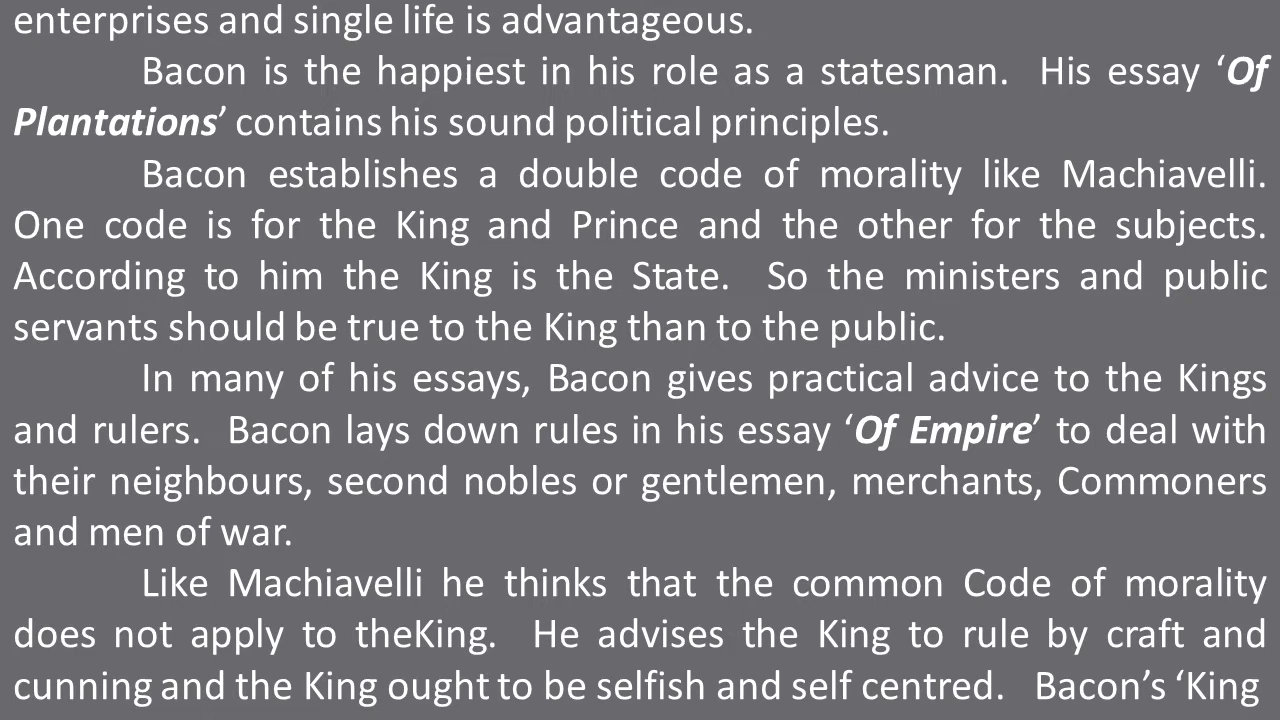 enterprises and single life is advantageous.
Bacon is the happiest in his role as a statesman. His essay ‘Of
Plantations’ contains his sound political principles.
Bacon establishes a double code of morality like Machiavelli.
One code is for the King and Prince and the other for the subjects.
According to him the King is the State. So the ministers and public
servants should be true to the King than to the public.
In many of his essays, Bacon gives practical advice to the Kings
and rulers. Bacon lays down rules in his essay ‘Of Empire’ to deal with
their neighbours, second nobles or gentlemen, merchants, Commoners
and men of war.
Like Machiavelli he thinks that the common Code of morality
does not apply to theKing. He advises the King to rule by craft and
cunning and the King ought to be selfish and self centred. Bacon’s ‘King